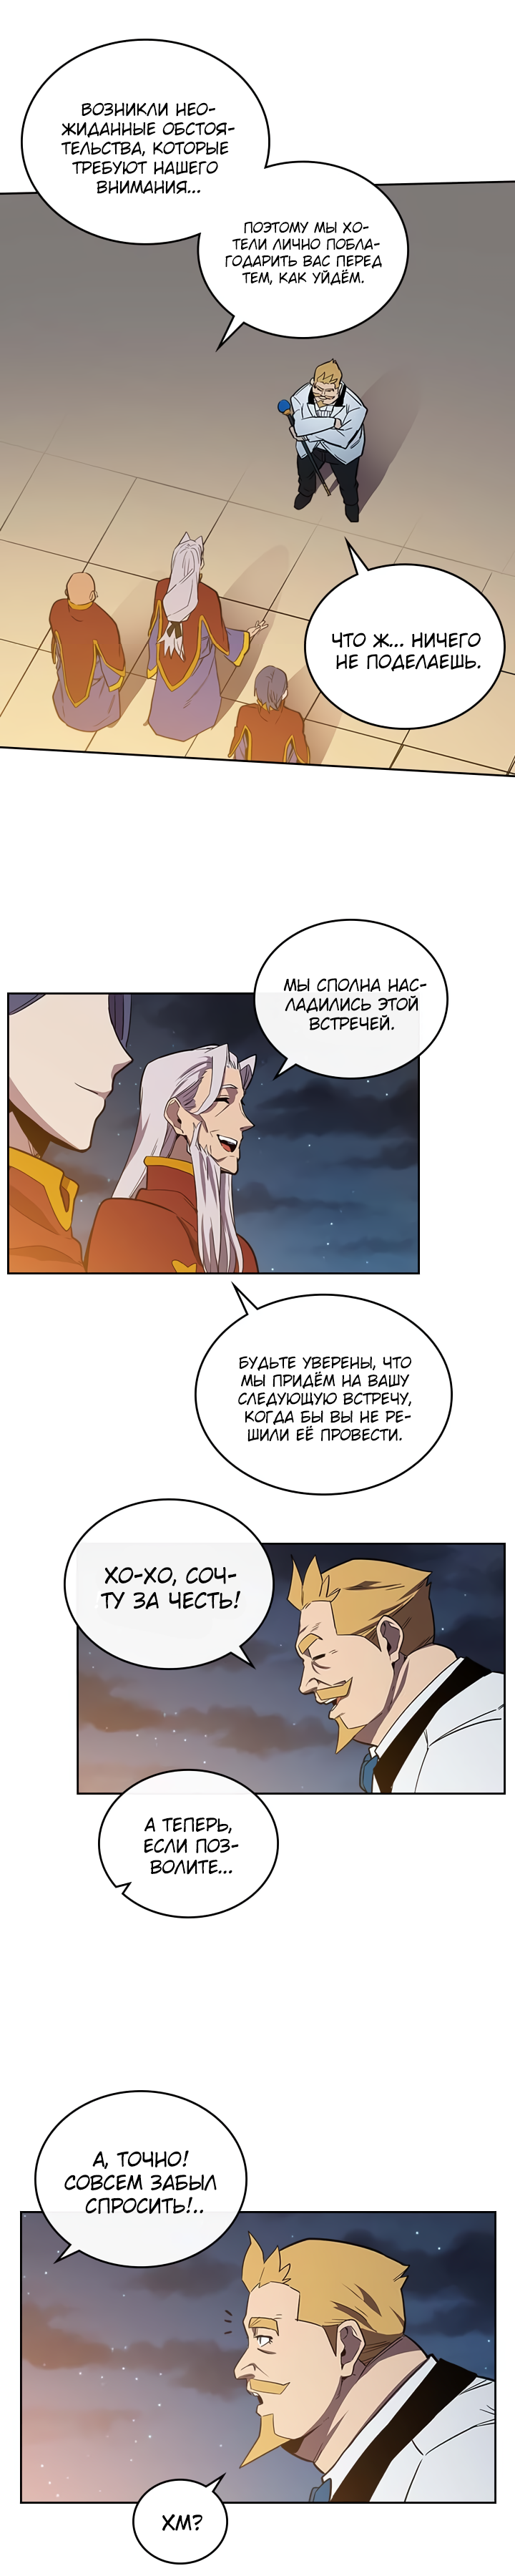 ВОЗНИКЛИ НЕО-
ЖИДАННЫЕ ОБСТОЯ-
ТЕЛЬСТВА, КОТОРЫЕ
ТРЕБУЮТ НАШЕГО
ВНИМАНИЯ...
ПОЭТОМУ МЫ ХО-
ТЕЛИ ЛИЧНО ПОБЛА-
ГОДАРИТЬ ВАС ПЕРЕД
ТЕМ, КАК УЙДЁМ.
ЧТО Ж... НИЧЕГО
НЕ ПОДЕЛАЕШЬ.
МЫ СПОЛНА НАС-
ЛАДИЛИСЬ ЭТОЙ
ВСТРЕЧЕЙ.
БУДЬТЕ УВЕРЕНЫ, ЧТО
МЫ ПРИДЁМ НА ВАШУ
СЛЕДУЮЩУЮ ВСТРЕЧУ,
КОГДА БЫ ВЫ НЕ РЕ-
ШИЛИ ЕЁ ПРОВЕСТИ.
ХО-ХО, СОЧ-
ТУ ЗА ЧЕСТЬ!
А ТЕПЕРЬ,
ЕСЛИ ПОЗ-
ВОЛИТЕ...
А, ТОЧНО!
СОВСЕМ ЗАБЫЛ
СПРОСИТЬ!..
ХМ?